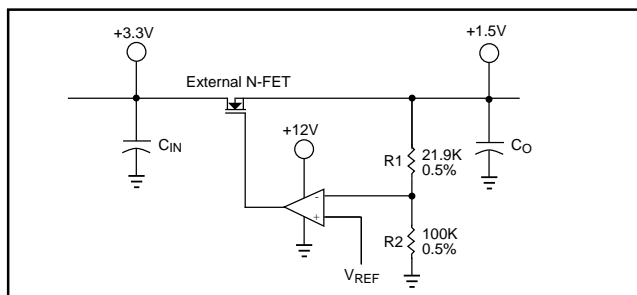 +3.3V
+1.5V
External N-FET
+12V
CIN
R1
21.9K
0.5%
CO
-
+
R2
100K
0.5%
VREF